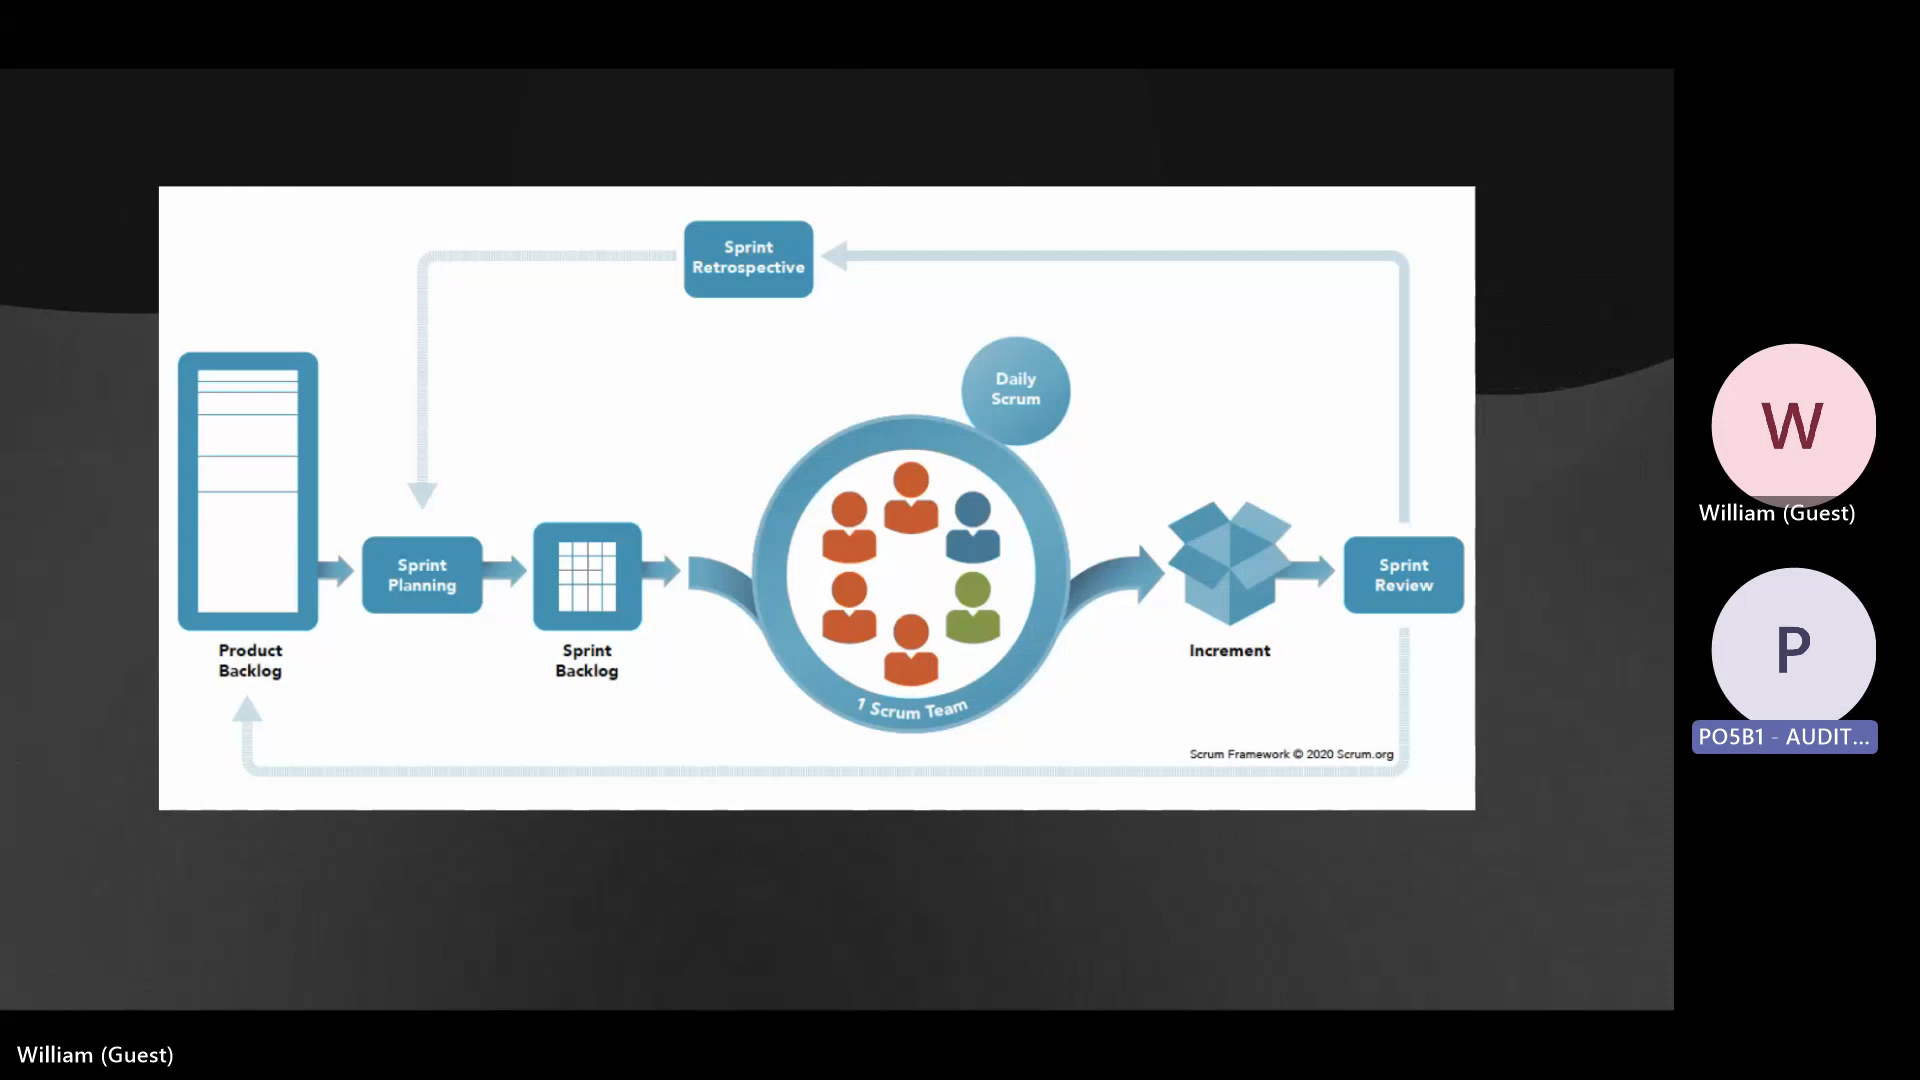 Sprint
Retrospective
Daily
Scrum
Sprint
Planning
Sprint
Review
Product
Backlog
Sprint
Backlog
Increment
1 Scrum Team
Scrum Framework © 2020 Scrum.org
W
William (Guest)
P
PO5B1 - AUDIT...
William (Guest)